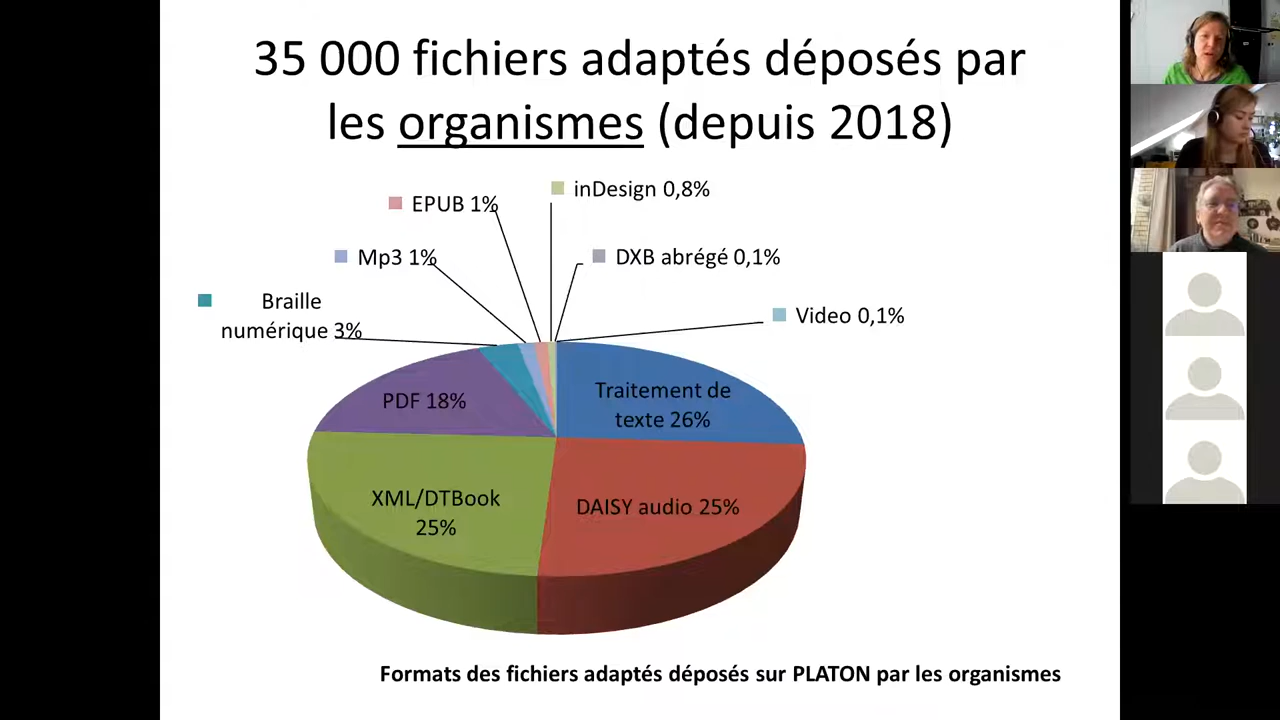 35 000 fichiers adaptés déposés par
les organismes (depuis 2018)
inDesign 0,8%
EPUB 1%
Mp3 1%
DXB abrégé 0,1%
Braille
numérique 3%
Video 0,1%
PDF 18%
Traitement de
texte 26%
XML/DTBook
25%
DAISY audio 25%
Formats des fichiers adaptés déposés sur PLATON par les organismes